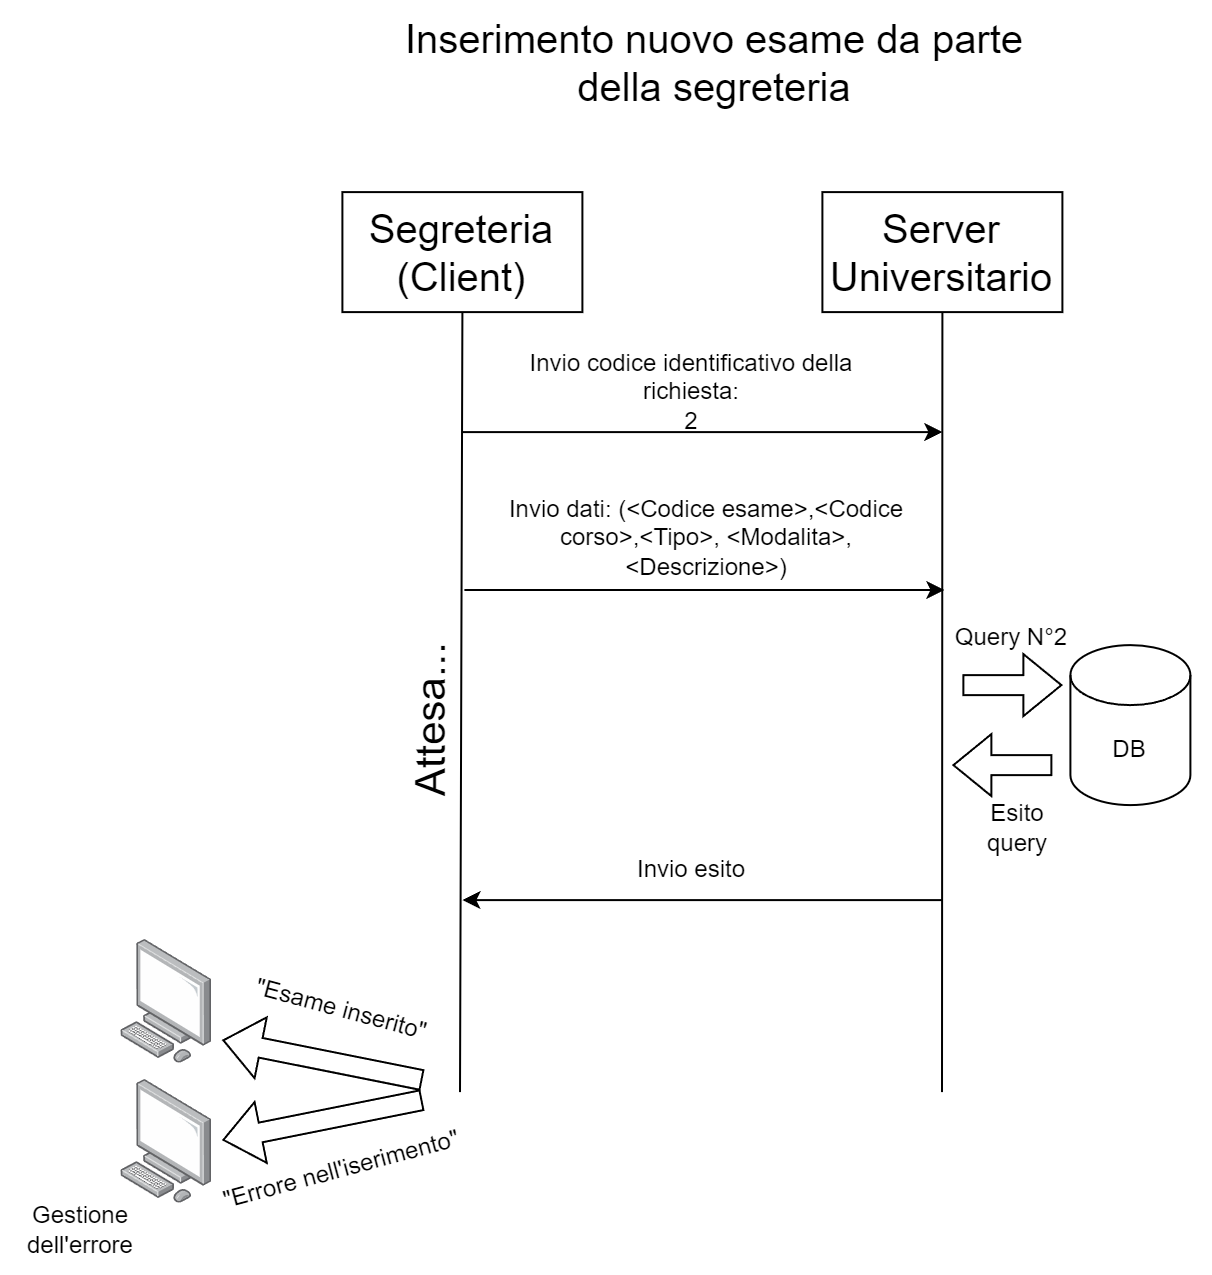 Inserimento nuovo esame da parte
della segreteria
Segreteria
(Client)
Server
Universitario
Invio codice identificativo della
richiesta:
2
Invio dati: (<Codice esame>,<Codice
corso>,<Tipo>, <Modalita>,
<Descrizione>)
Attesa...
Query N°2
DB
Esito
query
Invio esito
"Esame inserito"
"Errore nell'iserimento"
Gestione
dell'errore